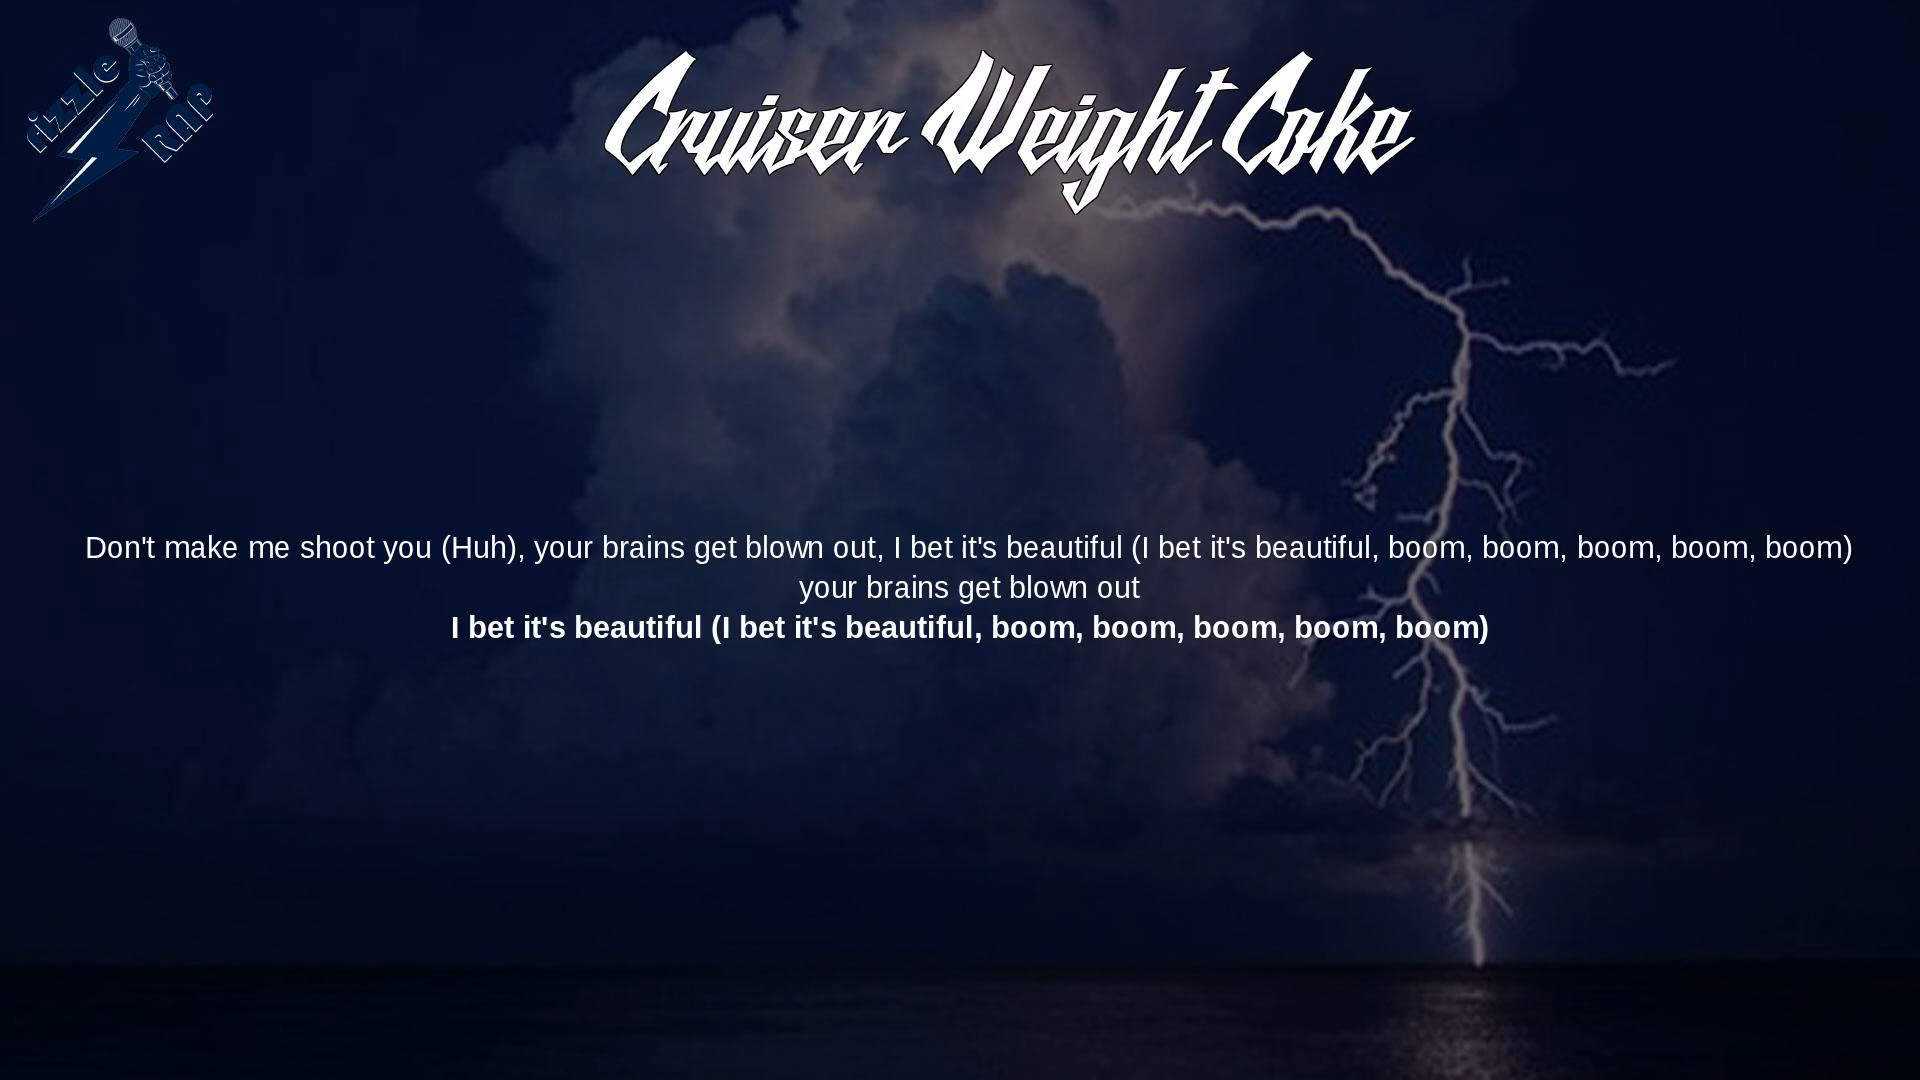 rizzle
RAP
Cruiser Weight Coke
Don't make me shoot you (Huh), your brains get blown out, I bet it's beautiful (I bet it's beautiful, boom, boom, boom, boom, boom)
your brains get blown out
I bet it's beautiful (I bet it's beautiful, boom, boom, boom, boom, boom)